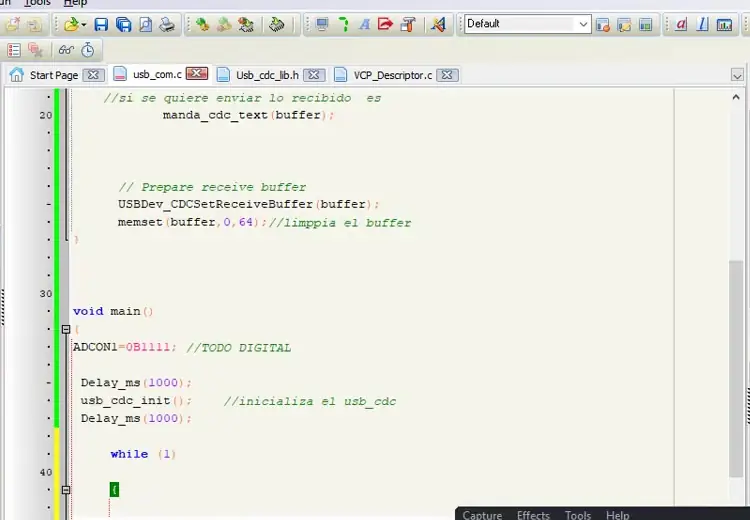 un Tools Help
Default
Start Page usb_com.c Usb_cdc_lib.h VCP_Descriptor.c
//si se quiere enviar lo recibido es
20 manda_cdc_text(buffer);
// Prepare receive buffer
USBDev_CDCSetReceiveBuffer(buffer);
memset(buffer,0,64);//limppia el buffer
}
30
void main()
{
ADCON1=0B1111; //TODO DIGITAL
Delay_ms(1000);
usb_cdc_init(); //inicializa el usb_cdc
Delay_ms(1000);
while (1)
40
{
Capture Effects Tools Help